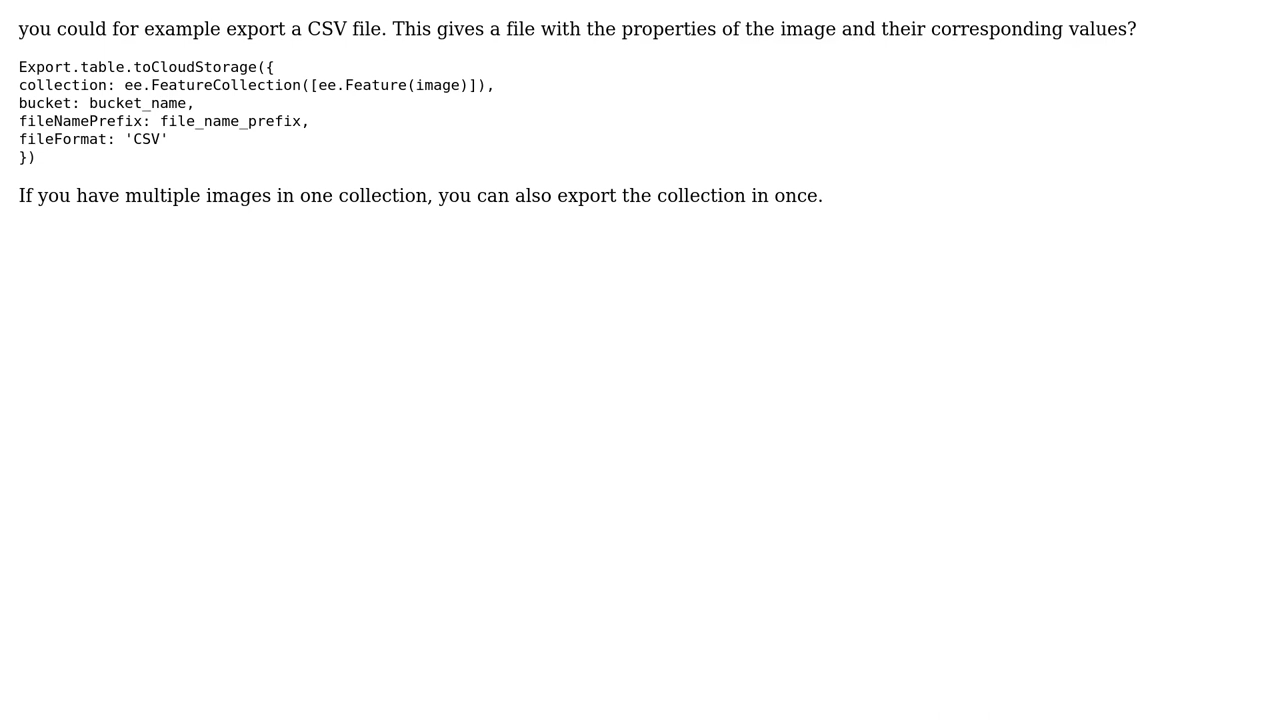 you could for example export a CSV file. This gives a file with the properties of the image and their corresponding values?
Export.table.toCloudStorage({
collection: ee.FeatureCollection([ee.Feature(image)]),
bucket: bucket_name,
fileNamePrefix: file_name_prefix,
fileFormat: 'CSV'
})
If you have multiple images in one collection, you can also export the collection in once.